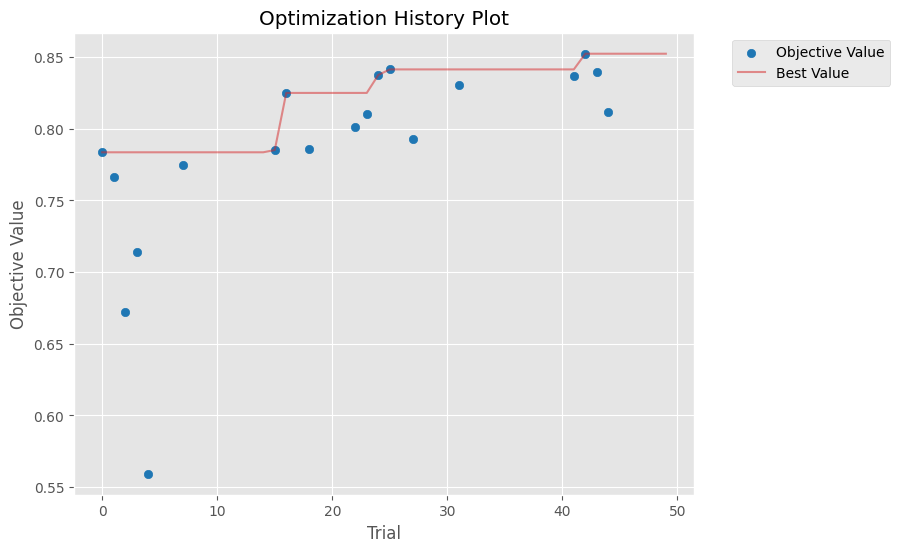 Optimization History Plot
Objective Value
Best Value
Objective Value
0.85
0.80
0.75
0.70
0.65
0.60
0.55
0 10 20 30 40 50
Trial